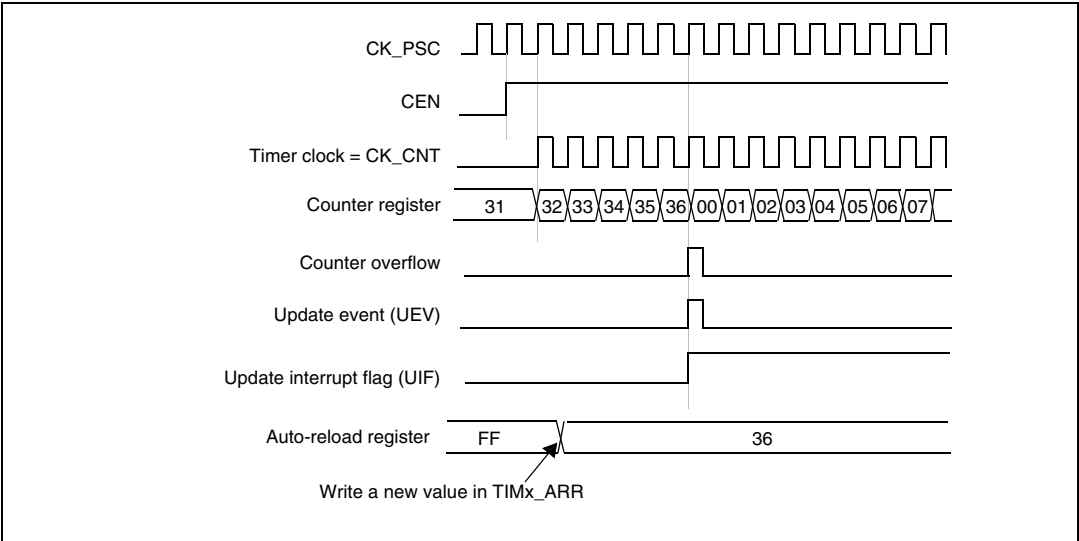 CK_PSC
CEN
Timer clock = CK_CNT
Counter register 31 32 33 34 35 36 00 01 02 03 04 05 06 07
Counter overflow
Update event (UEV)
Update interrupt flag (UIF)
Auto-reload register FF 36
Write a new value in TIMx_ARR